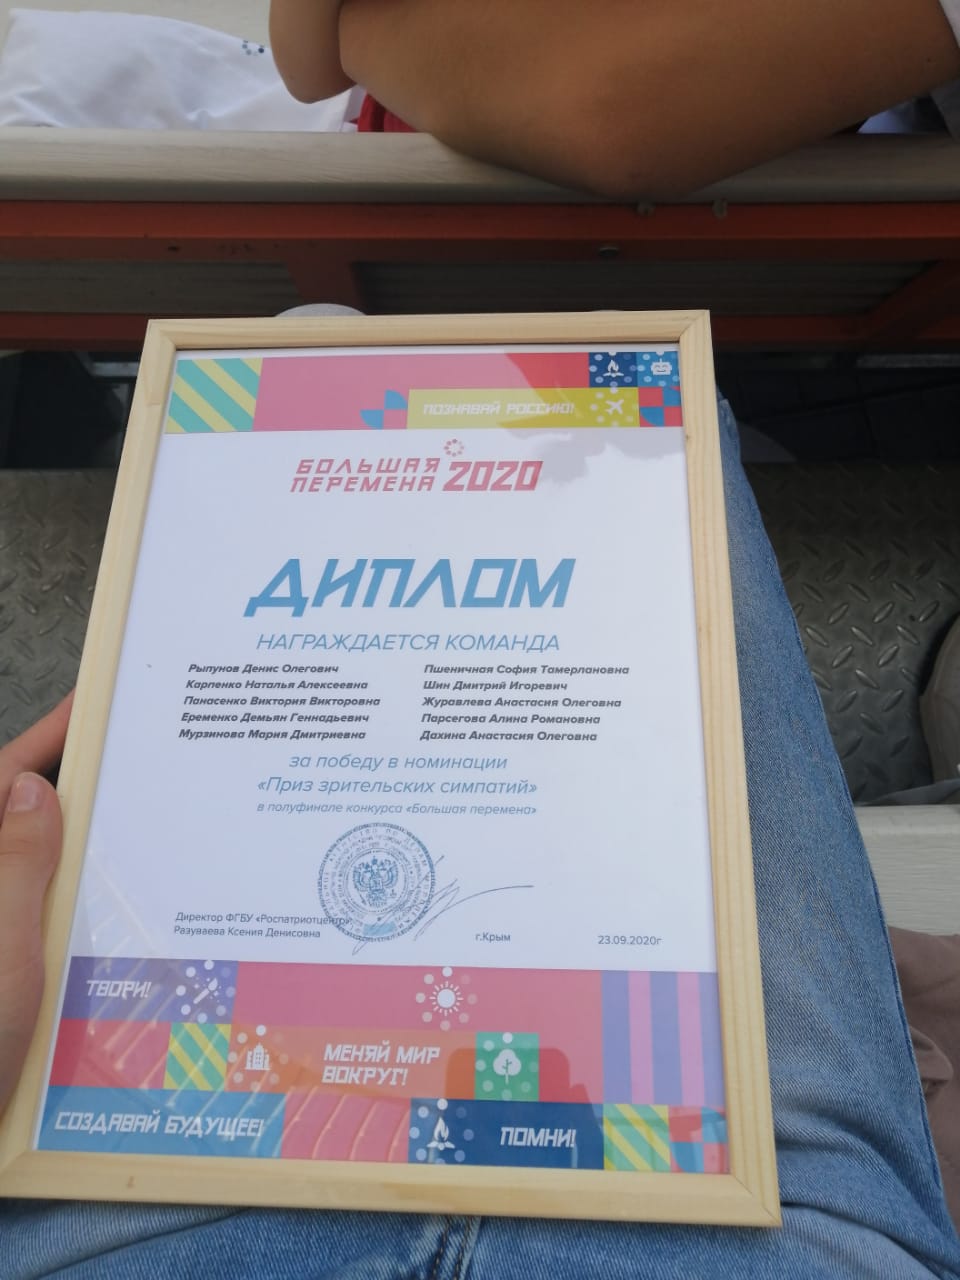 ПОЗНАВАЙ РОССИЮ!
БОЛЬШАЯ
ПЕРЕМЕНА 2020
ДИПЛОМ
НАГРАЖДАЕТСЯ КОМАНДА
Рыпунов Денис Олегович
Карпенко Наталья Алексеевна
Панасенко Виктория Викторовна
Еременко Демьян Геннадьевич
Мурзинова Мария Дмитриевна
Пшеничная София Тамерлановна
Шин Дмитрий Игоревич
Журавлева Анастасия Олеговна
Парсегова Алина Романовна
Дахина Анастасия Олеговна
за победу в номинации
«Приз зрительских симпатий»
в полуфинале конкурса «Большая перемена»
Директор ФГБУ «Роспатриотцентр»
Разуваева Ксения Денисовна
г.Крым
23.09.2020г
ТВОРИ!
МЕНЯЙ МИР
ВОКРУГ!
СОЗДАВАЙ БУДУЩЕЕ!
ПОМНИ!